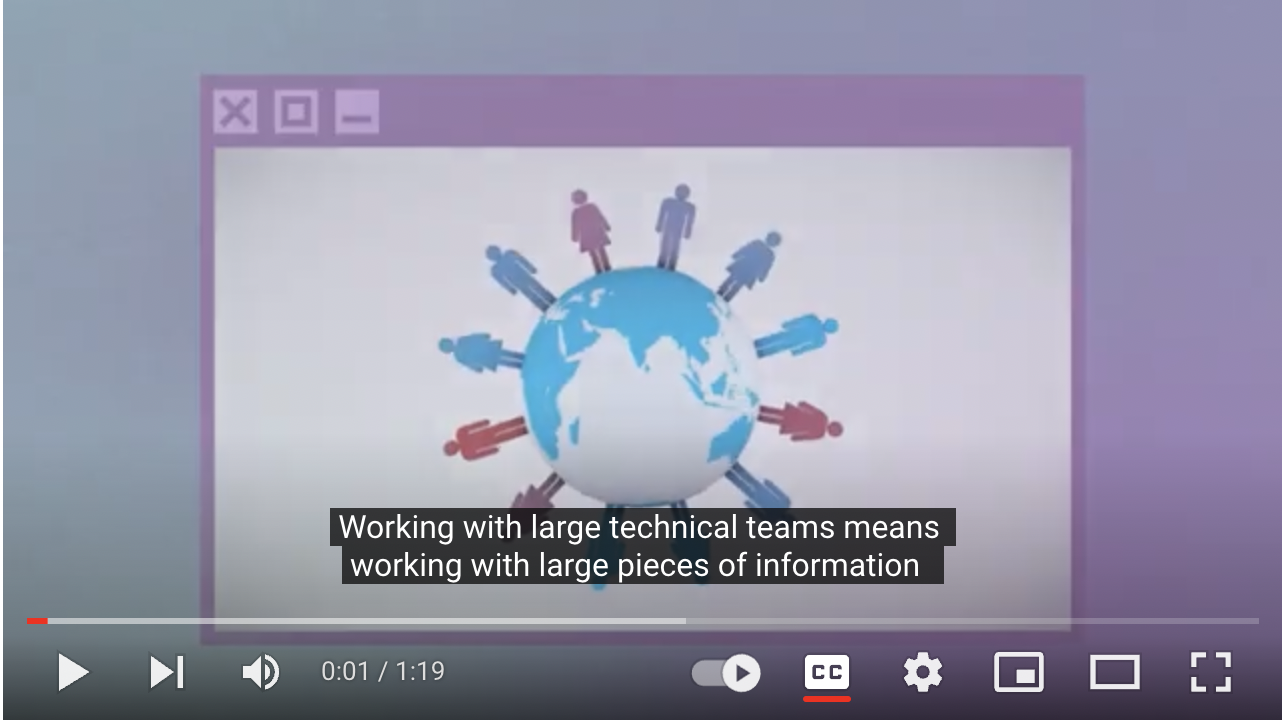 Working with large technical teams means
working with large pieces of information
0:01 / 1:19
CC